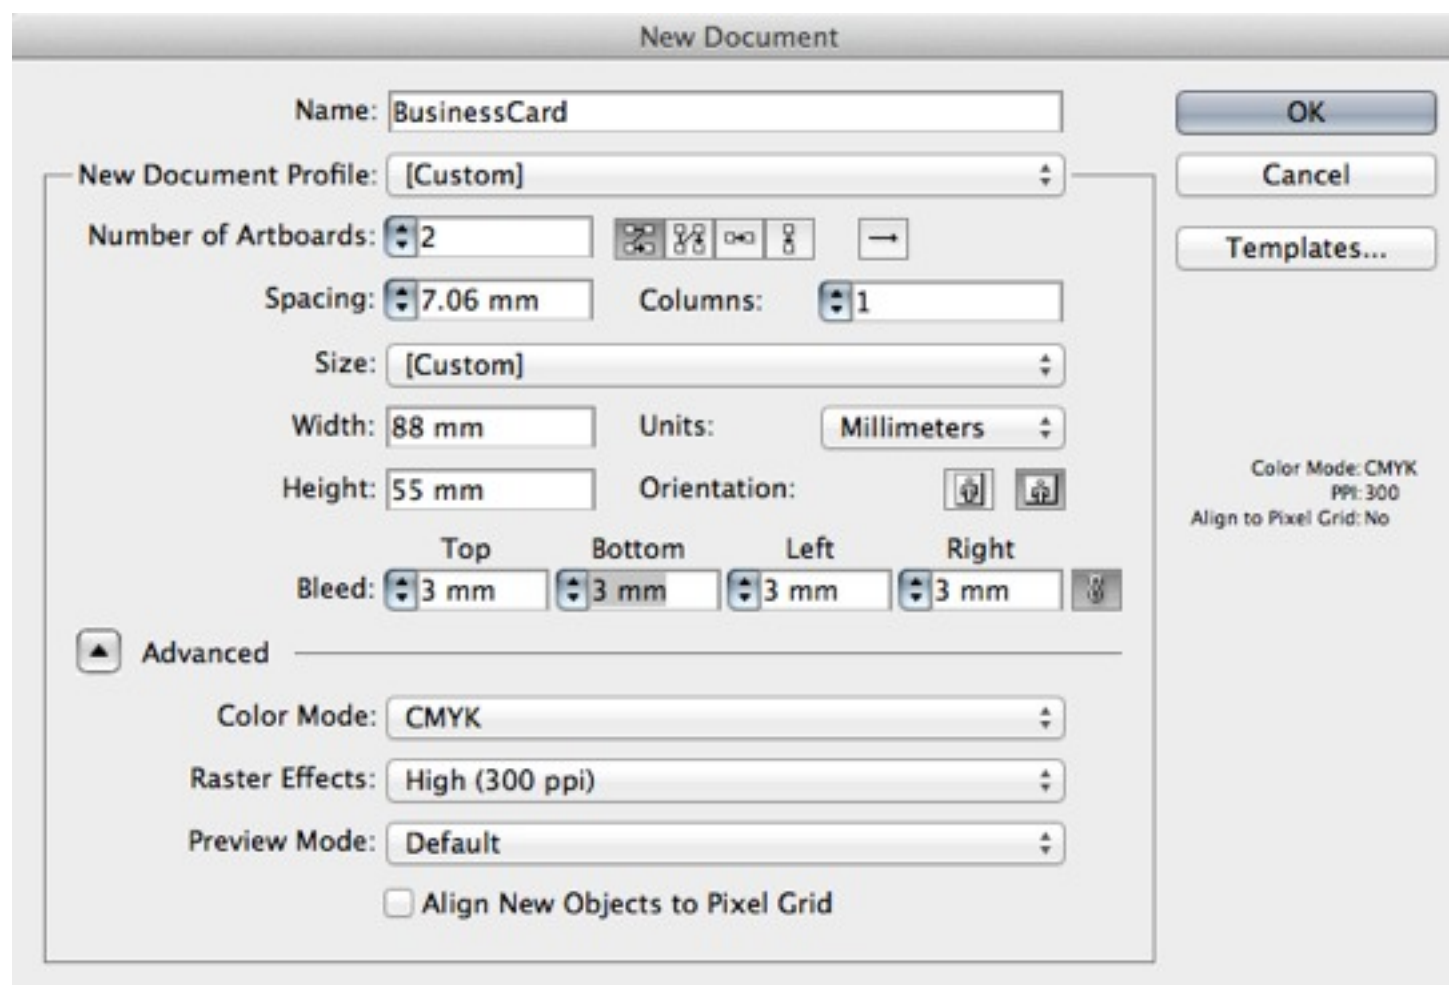 New Document
Name: BusinessCard
OK
New Document Profile: [Custom]
Cancel
Number of Artboards: 2
Templates...
Spacing: 7.06 mm Columns: 1
Size: [Custom]
Width: 88 mm Units: Millimeters
Height: 55 mm Orientation:
Color Mode: CMYK
PPI: 300
Align to Pixel Grid: No
Top Bottom Left Right
Bleed: 3 mm 3 mm 3 mm 3 mm
Advanced
Color Mode: CMYK
Raster Effects: High (300 ppi)
Preview Mode: Default
Align New Objects to Pixel Grid